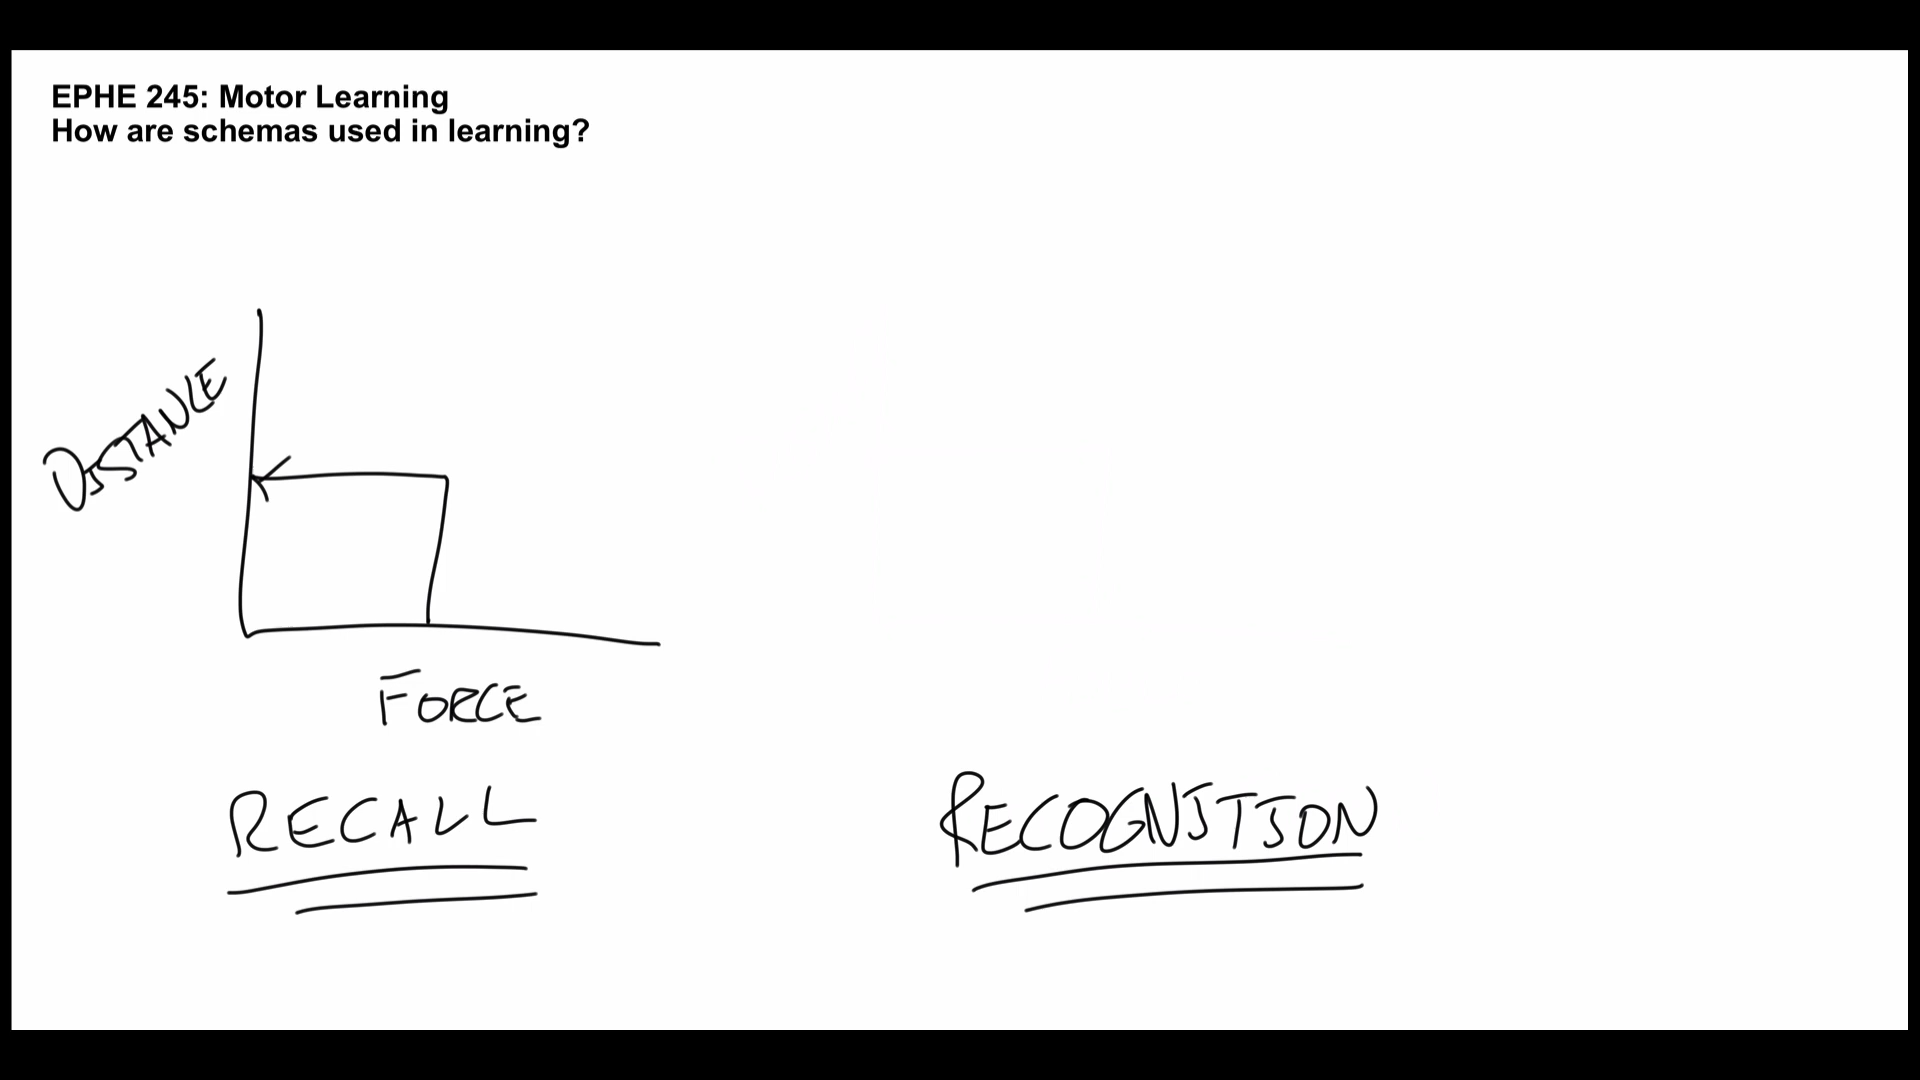 EPHE 245: Motor Learning
How are schemas used in learning?
DISTANCE
FORCE
RECALL
RECOGNITION